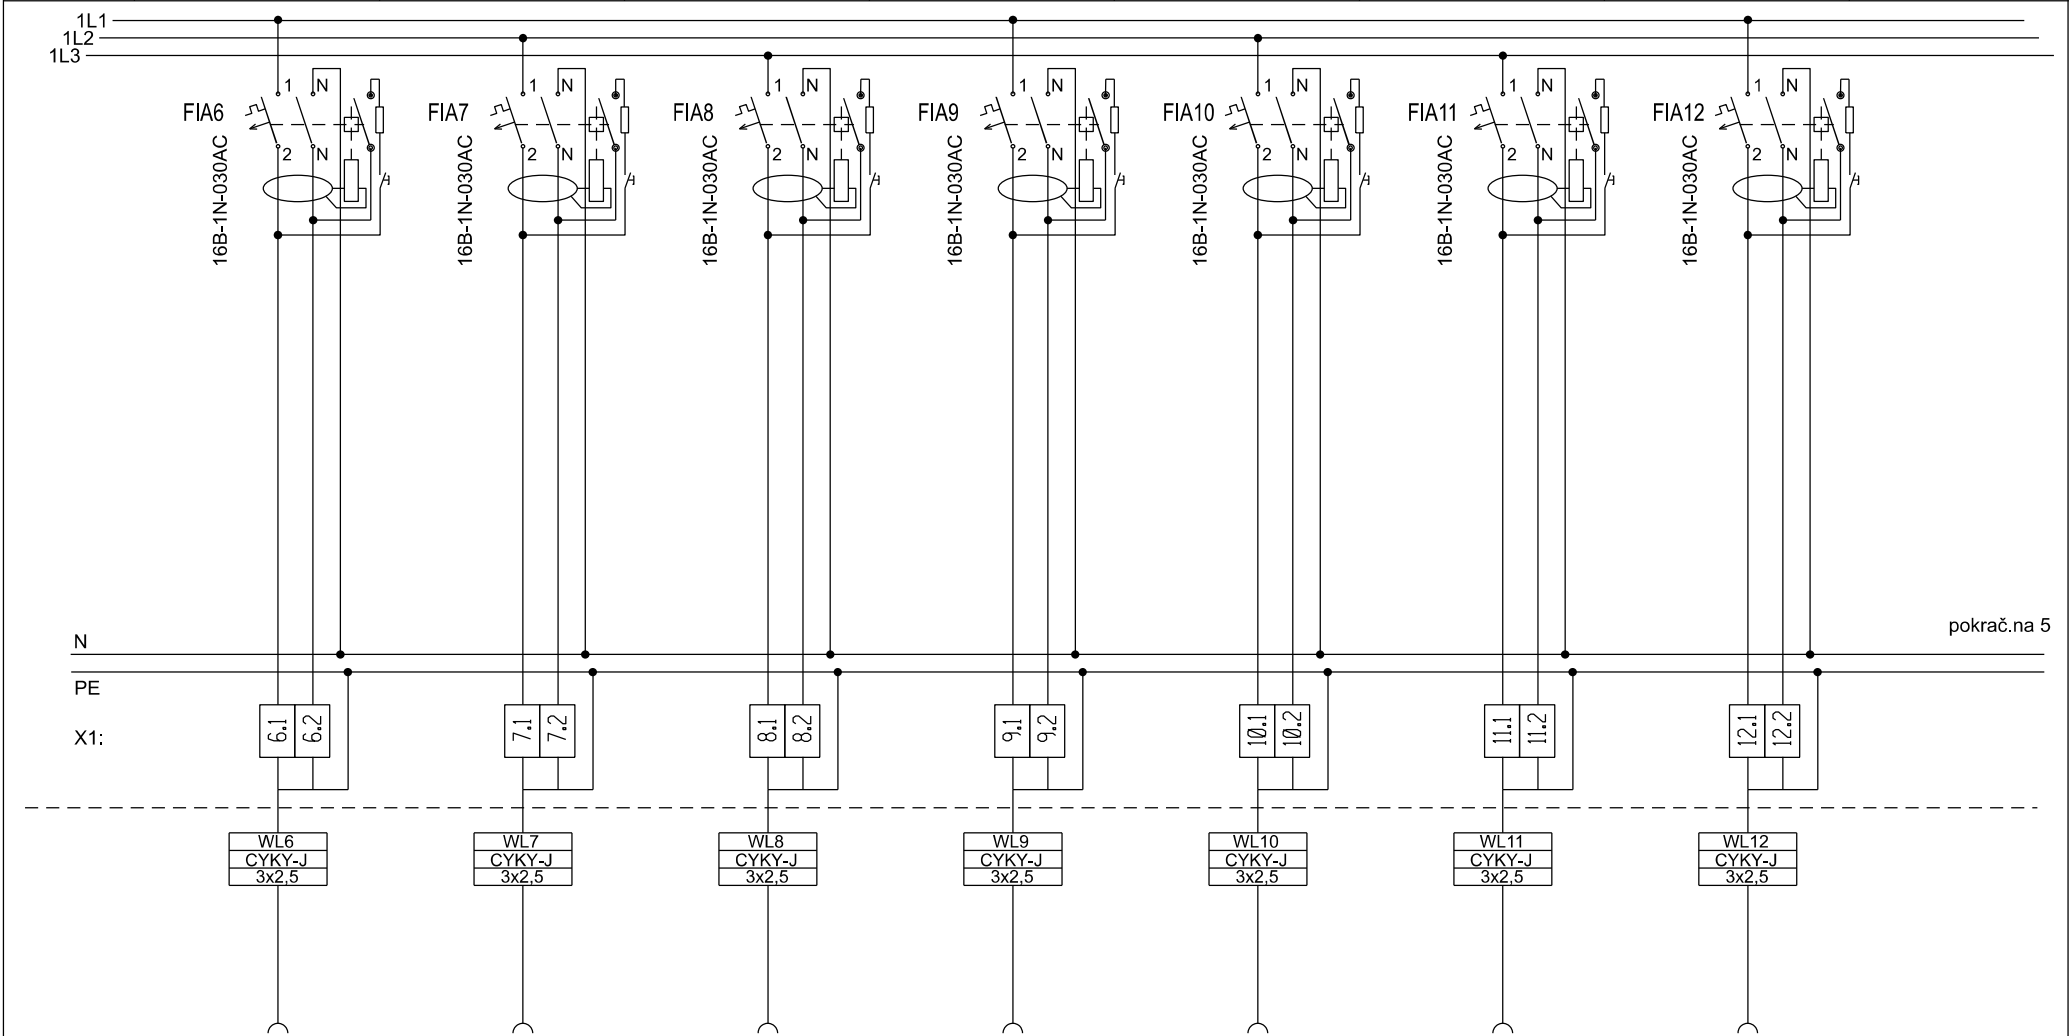 1L1
1L2
1L3
FIA6
16B-1N-030AC
1
N
2
N
FIA7
16B-1N-030AC
1
N
2
N
FIA8
16B-1N-030AC
1
N
2
N
FIA9
16B-1N-030AC
1
N
2
N
FIA10
16B-1N-030AC
1
N
2
N
FIA11
16B-1N-030AC
1
N
2
N
FIA12
16B-1N-030AC
1
N
2
N
pokrač.na 5
N
PE
X1:
6.1
6.2
7.1
7.2
8.1
8.2
9.1
9.2
10.1
10.2
11.1
11.2
12.1
12.2
WL6
CYKY-J
3x2,5
WL7
CYKY-J
3x2,5
WL8
CYKY-J
3x2,5
WL9
CYKY-J
3x2,5
WL10
CYKY-J
3x2,5
WL11
CYKY-J
3x2,5
WL12
CYKY-J
3x2,5